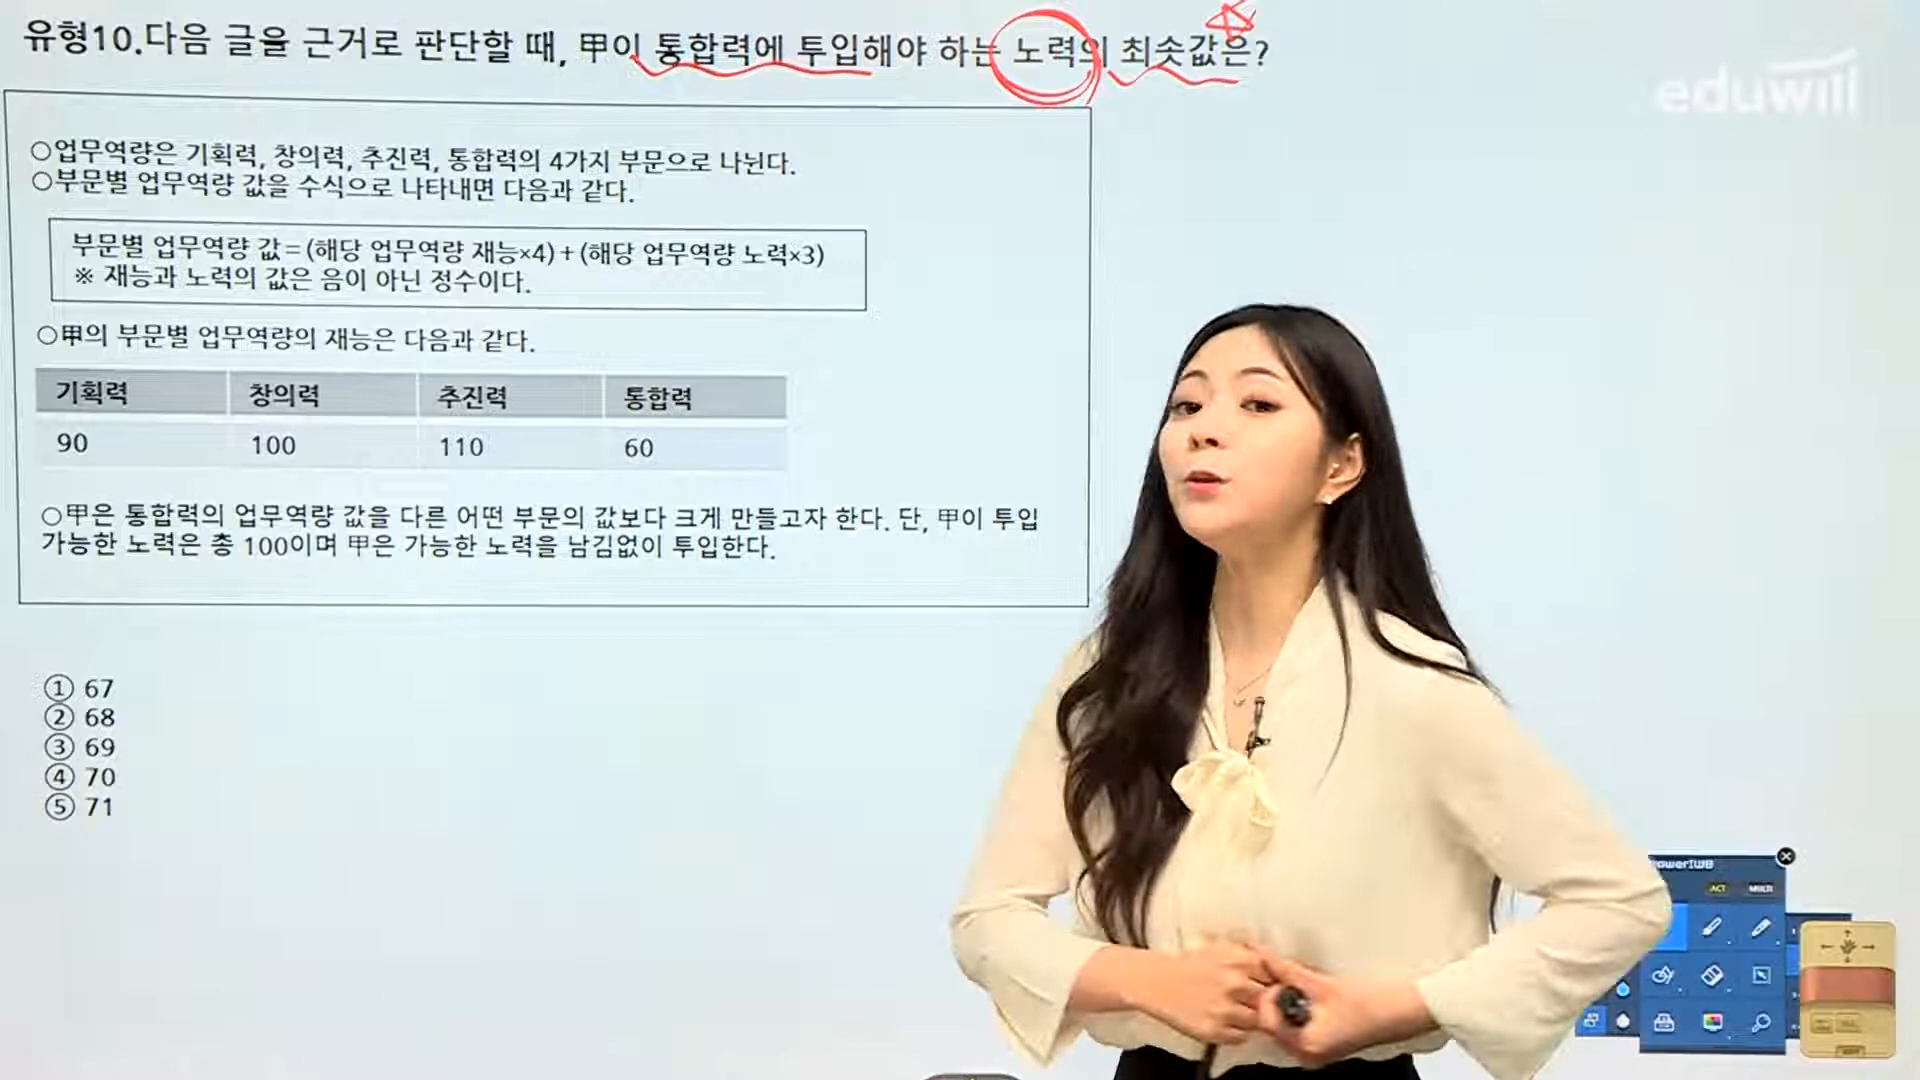 유형10.다음 글을 근거로 판단할 때, 甲이 통합력에 투입해야 하는 노력의 최솟값은?
eduwill
○업무역량은 기획력, 창의력, 추진력, 통합력의 4가지 부문으로 나뉜다.
○부문별 업무역량 값을 수식으로 나타내면 다음과 같다.
부문별 업무역량 값=(해당 업무역량 재능×4)+(해당 업무역량 노력×3)
※ 재능과 노력의 값은 음이 아닌 정수이다.
○甲의 부문별 업무역량의 재능은 다음과 같다.
기획력 창의력 추진력 통합력
90 100 110 60
○甲은 통합력의 업무역량 값을 다른 어떤 부문의 값보다 크게 만들고자 한다. 단, 甲이 투입
가능한 노력은 총 100이며 甲은 가능한 노력을 남김없이 투입한다.
① 67
② 68
③ 69
④ 70
⑤ 71
ACT MULTI